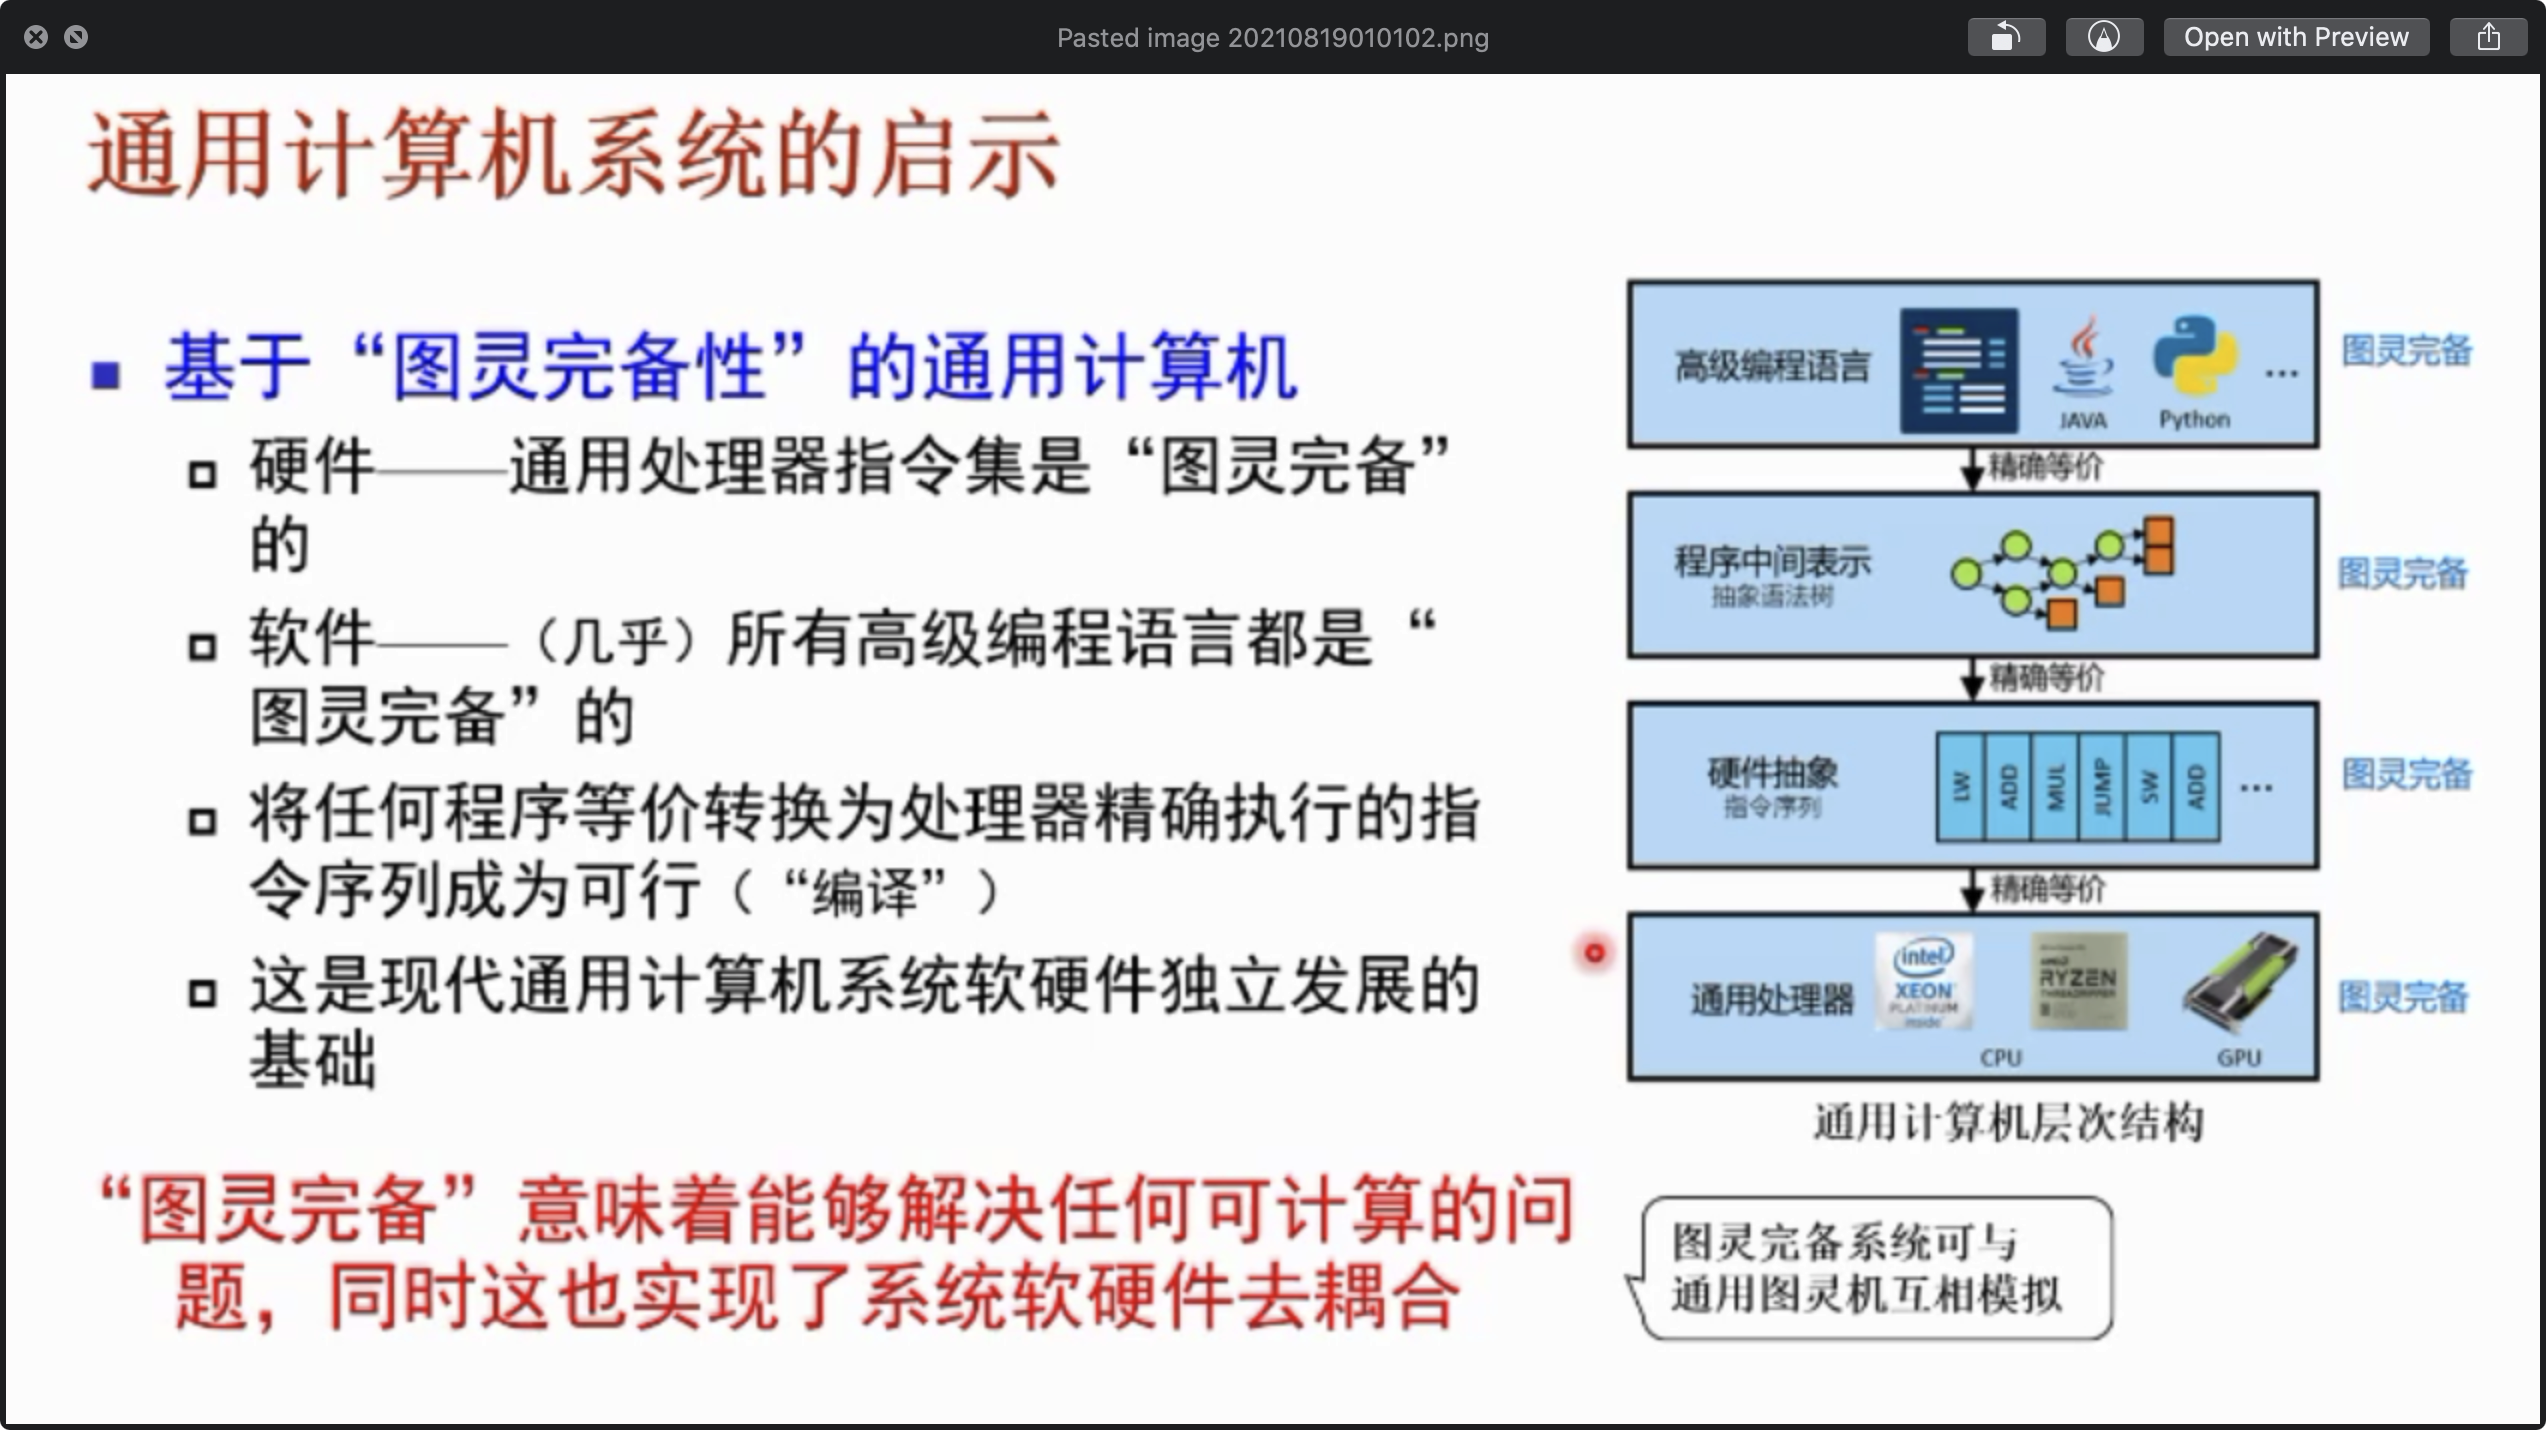 Pasted image 20210819010102.png
Open with Preview
通用计算机系统的启示
基于“图灵完备性”的通用计算机
硬件——通用处理器指令集是“图灵完备”
的
软件——（几乎）所有高级编程语言都是“
图灵完备”的
将任何程序等价转换为处理器精确执行的指
令序列成为可行（“编译”）
这是现代通用计算机系统软硬件独立发展的
基础
“图灵完备”意味着能够解决任何可计算的问
题，同时这也实现了系统软硬件去耦合
高级编程语言
JAVA
Python
...
图灵完备
精确等价
程序中间表示
抽象语法树
图灵完备
精确等价
硬件抽象
指令序列
LW
ADD
MUL
JUMP
SW
ADD
...
图灵完备
精确等价
通用处理器
intel
XEON
PLATINUM
inside
RYZEN
THREADRIPPER
CPU
GPU
图灵完备
通用计算机层次结构
图灵完备系统可与
通用图灵机互相模拟